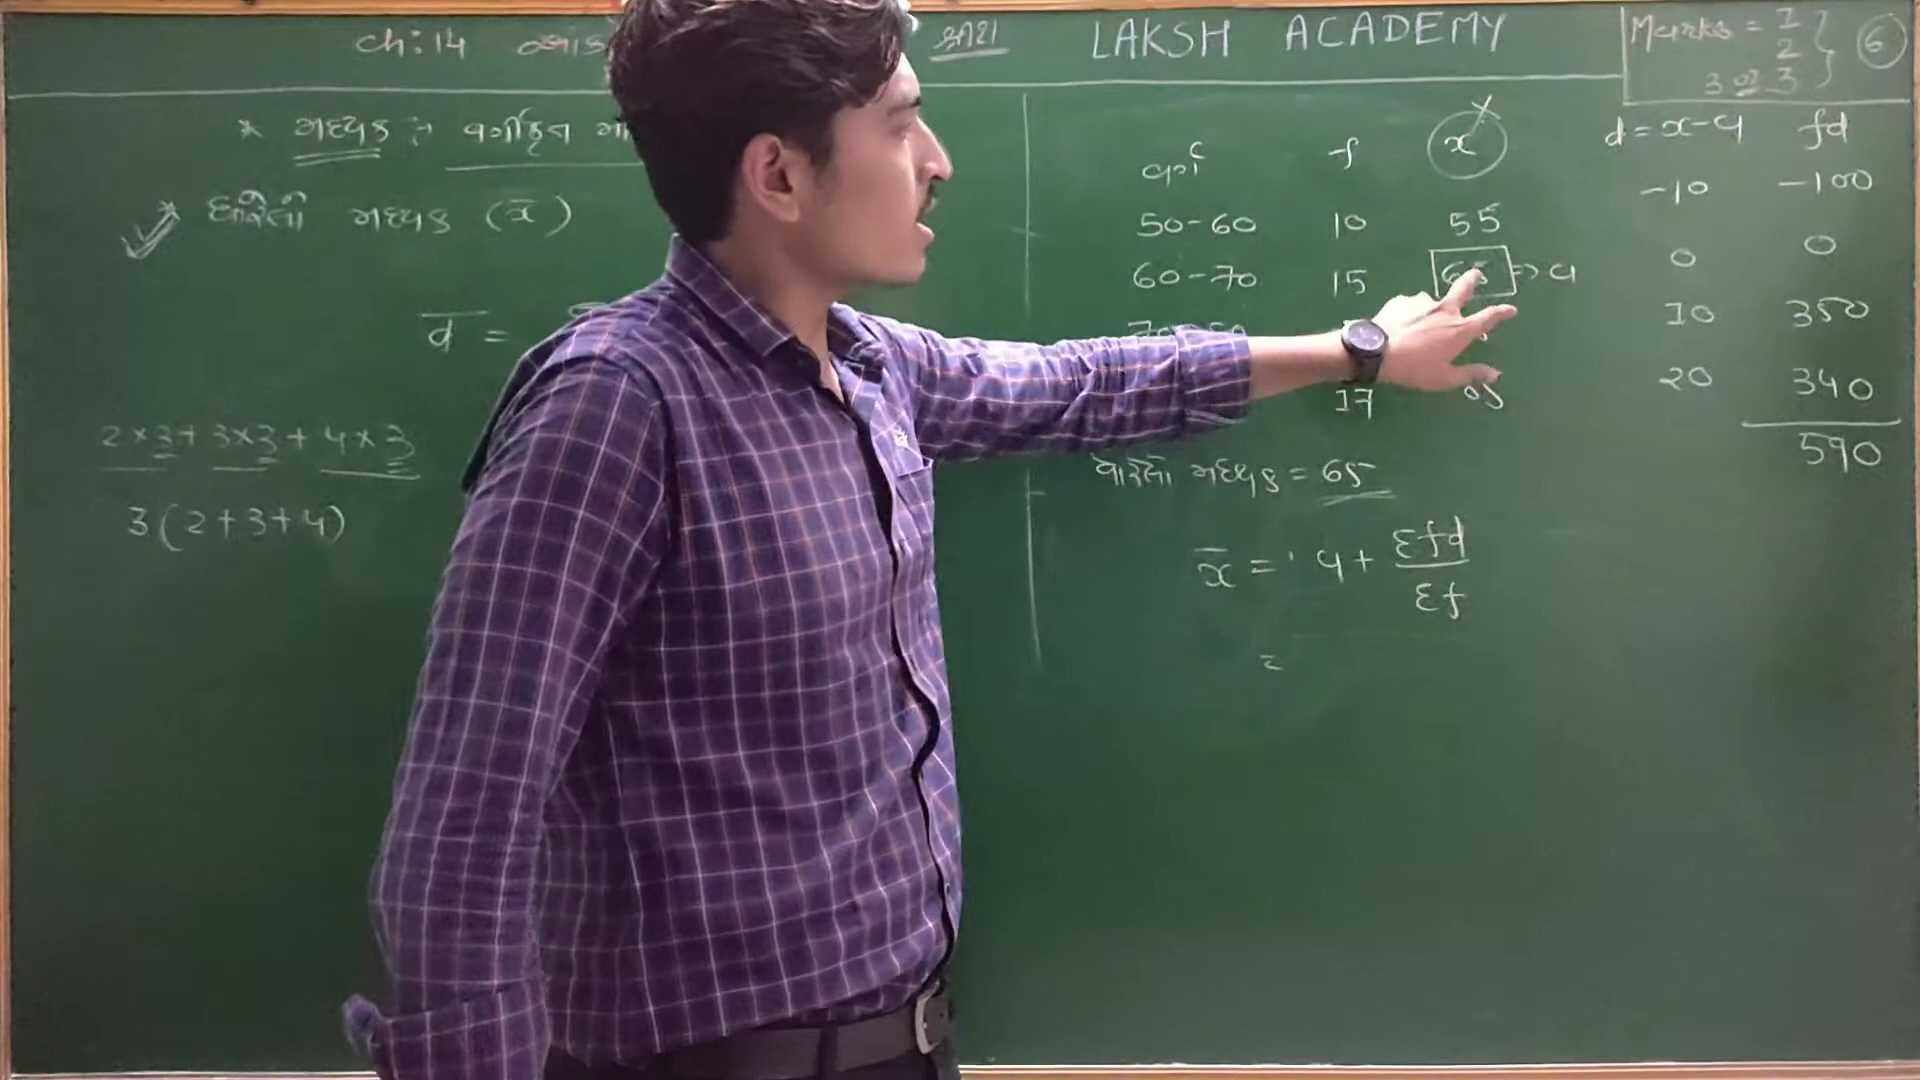 ch: 14 શાસ્ત્ર LAKSH ACADEMY
Marks = 1
2
3 અ 3
6
* મધ્યક :- વર્ગીકૃત મા
* ધારેલો મધ્યક (x̄)
d̄ =
2×3+3×3+4×3
3(2+3+4)
વર્ગ f x d=x-a fd
50-60 10 55 -10 -100
60-70 15 65 => a 0 0
10 350
17 85 20 340
590
ધારેલો મધ્યક = 65
x̄ = a + Σfd
Σf
=